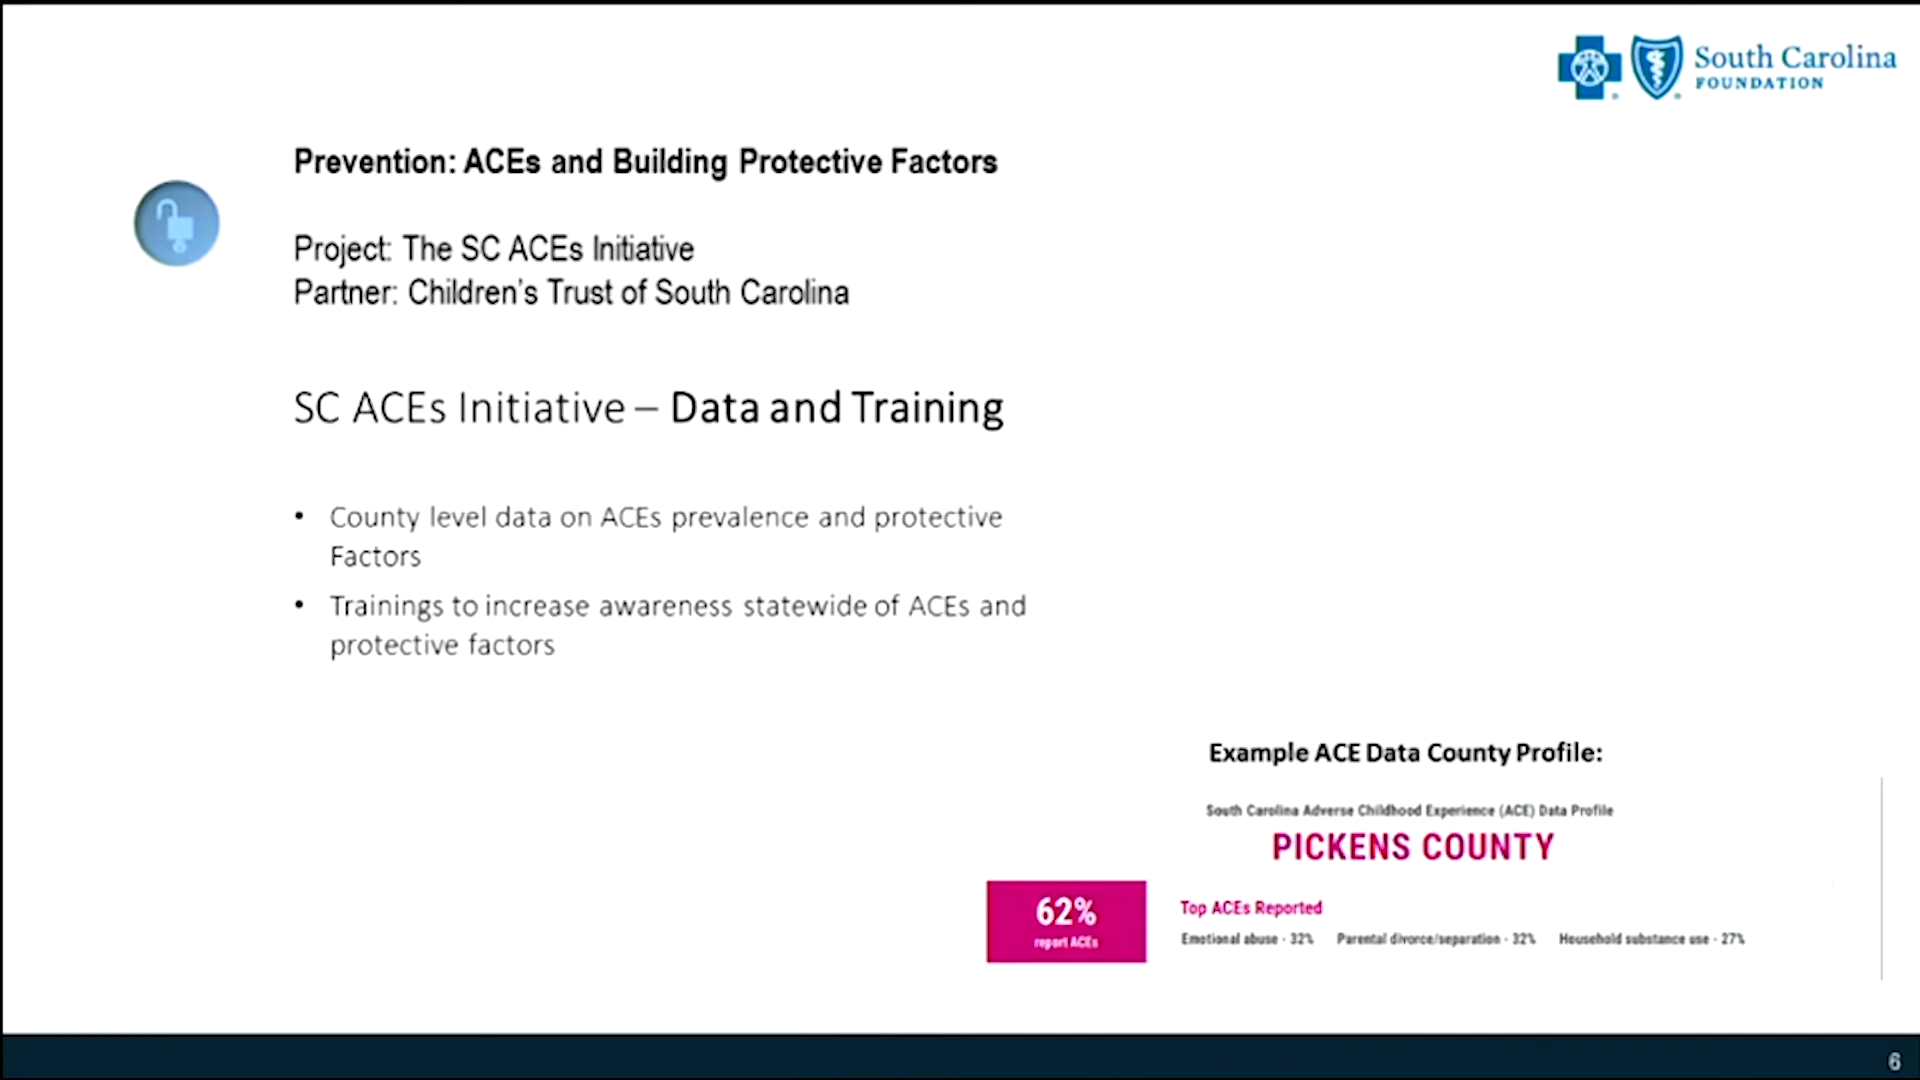 South Carolina
FOUNDATION
Prevention: ACEs and Building Protective Factors
Project: The SC ACEs Initiative
Partner: Children's Trust of South Carolina
SC ACEs Initiative – Data and Training
• County level data on ACEs prevalence and protective
Factors
• Trainings to increase awareness statewide of ACEs and
protective factors
Example ACE Data County Profile:
South Carolina Adverse Childhood Experience (ACE) Data Profile
PICKENS COUNTY
62%
report ACEs
Top ACEs Reported
Emotional abuse - 32% Parental divorce/separation - 32% Household substance use - 27%
6